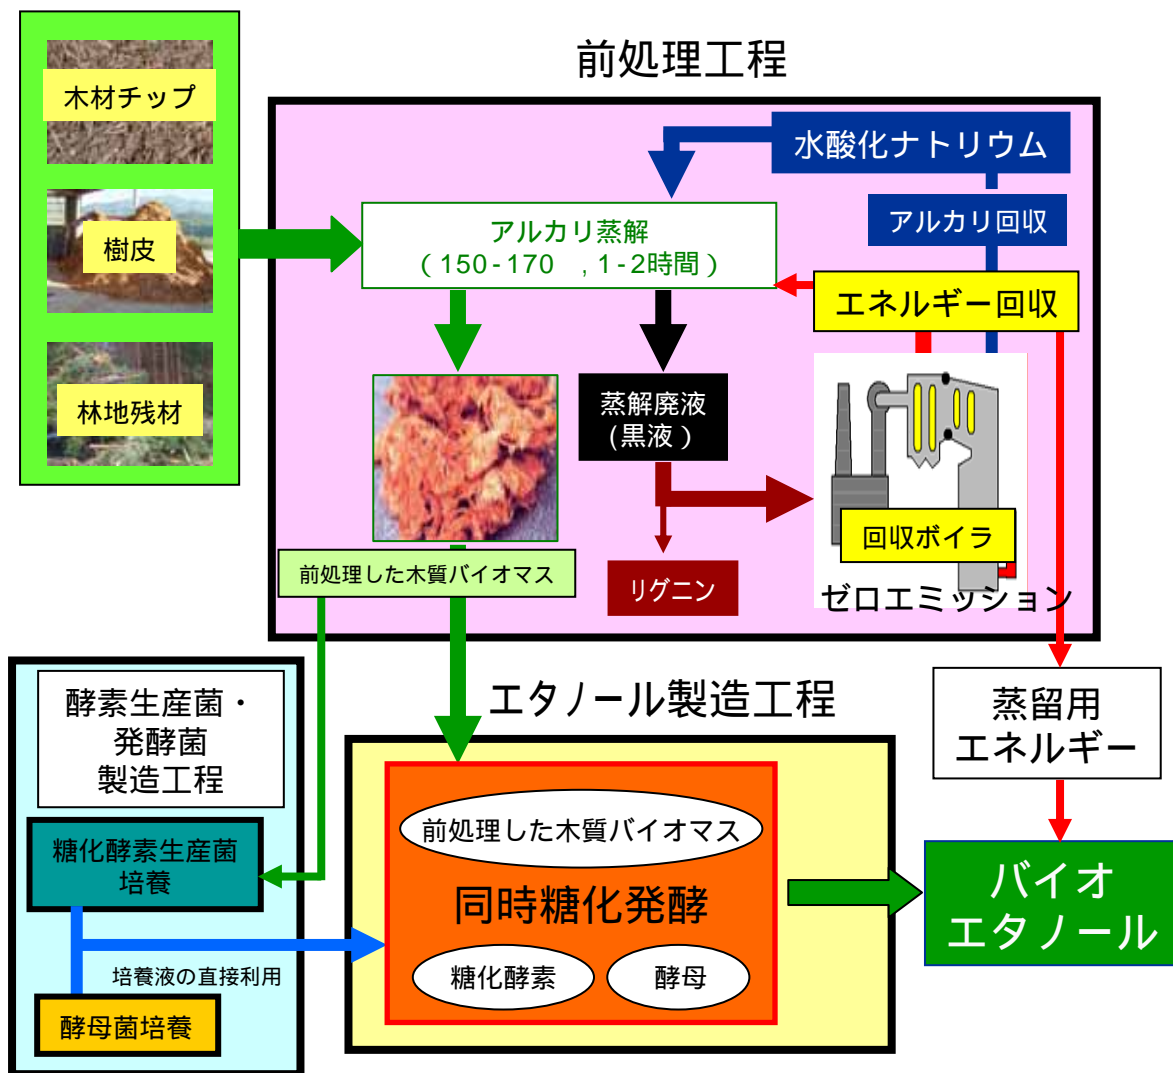 前処理工程
木材チップ
樹皮
林地残材
水酸化ナトリウム
アルカリ回収
アルカリ蒸解
（150-170　, 1-2時間）
エネルギー回収
蒸解廃液
(黒液）
回収ボイラ
ゼロエミッション
前処理した木質バイオマス
リグニン
酵素生産菌・
発酵菌
製造工程
エタノール製造工程
蒸留用
エネルギー
糖化酵素生産菌
培養
前処理した木質バイオマス
同時糖化発酵
糖化酵素
酵母
バイオ
エタノール
培養液の直接利用
酵母菌培養